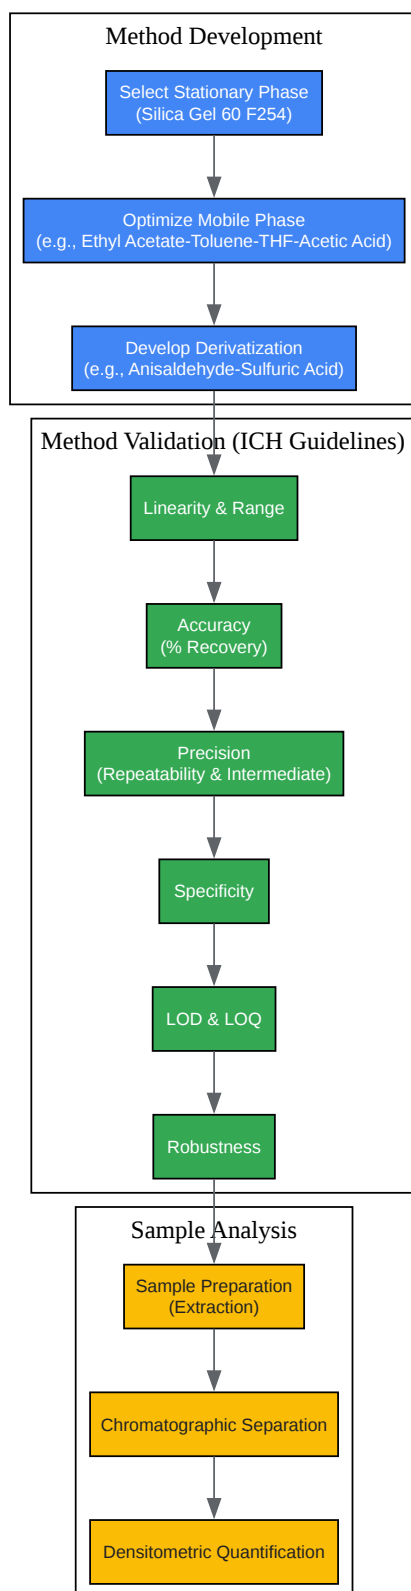 Method Development
Select Stationary Phase
(Silica Gel 60 F254)
Optimize Mobile Phase
(e.g., Ethyl Acetate-Toluene-THF-Acetic Acid)
Develop Derivatization
(e.g., Anisaldehyde-Sulfuric Acid)
Method Validation (ICH Guidelines)
Linearity & Range
Accuracy
(% Recovery)
Precision
(Repeatability & Intermediate)
Specificity
LOD & LOQ
Robustness
Sample Analysis
Sample Preparation
(Extraction)
Chromatographic Separation
Densitometric Quantification